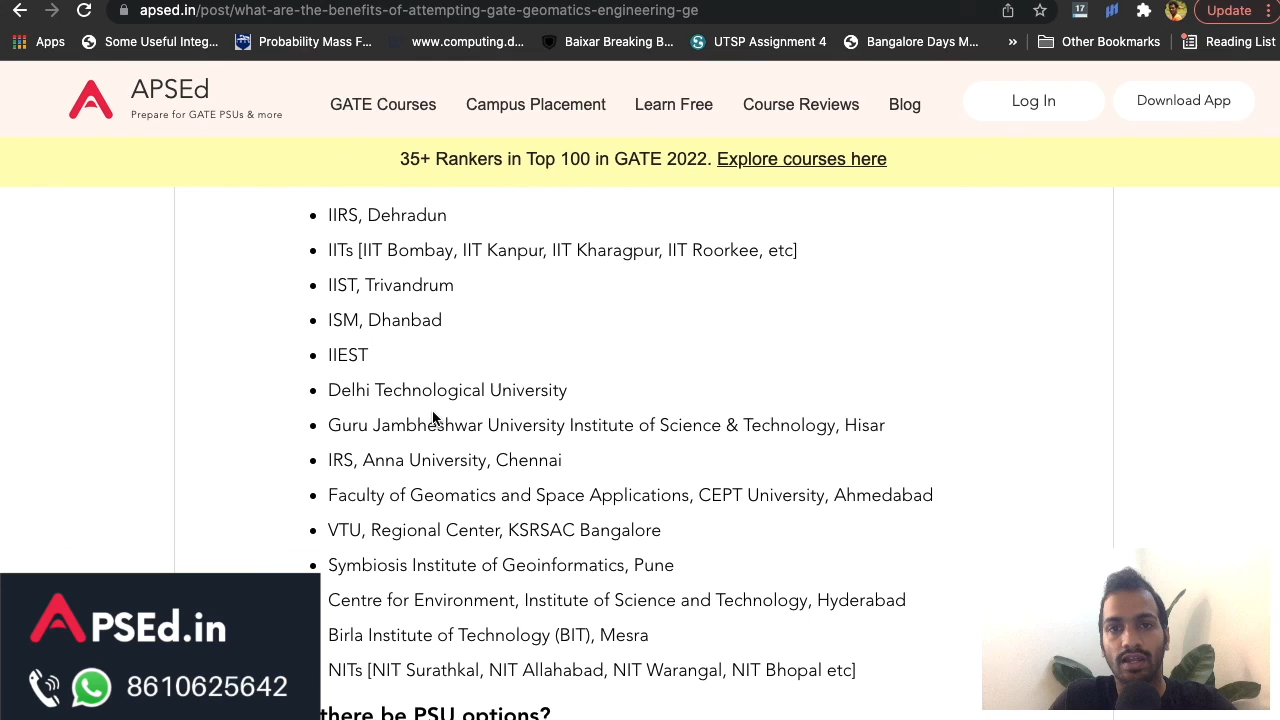 apsed.in/post/what-are-the-benefits-of-attempting-gate-geomatics-engineering-ge
17
Update
Apps
Some Useful Integ...
Probability Mass F...
www.computing.d...
Baixar Breaking B...
UTSP Assignment 4
Bangalore Days M...
»
Other Bookmarks
Reading List
APSEd
Prepare for GATE PSUs & more
GATE Courses
Campus Placement
Learn Free
Course Reviews
Blog
Log In
Download App
35+ Rankers in Top 100 in GATE 2022. Explore courses here
• IIRS, Dehradun
• IITs [IIT Bombay, IIT Kanpur, IIT Kharagpur, IIT Roorkee, etc]
• IIST, Trivandrum
• ISM, Dhanbad
• IIEST
• Delhi Technological University
• Guru Jambheshwar University Institute of Science & Technology, Hisar
• IRS, Anna University, Chennai
• Faculty of Geomatics and Space Applications, CEPT University, Ahmedabad
• VTU, Regional Center, KSRSAC Bangalore
• Symbiosis Institute of Geoinformatics, Pune
Centre for Environment, Institute of Science and Technology, Hyderabad
Birla Institute of Technology (BIT), Mesra
NITs [NIT Surathkal, NIT Allahabad, NIT Warangal, NIT Bhopal etc]
there be PSU options?
APSEd.in
8610625642